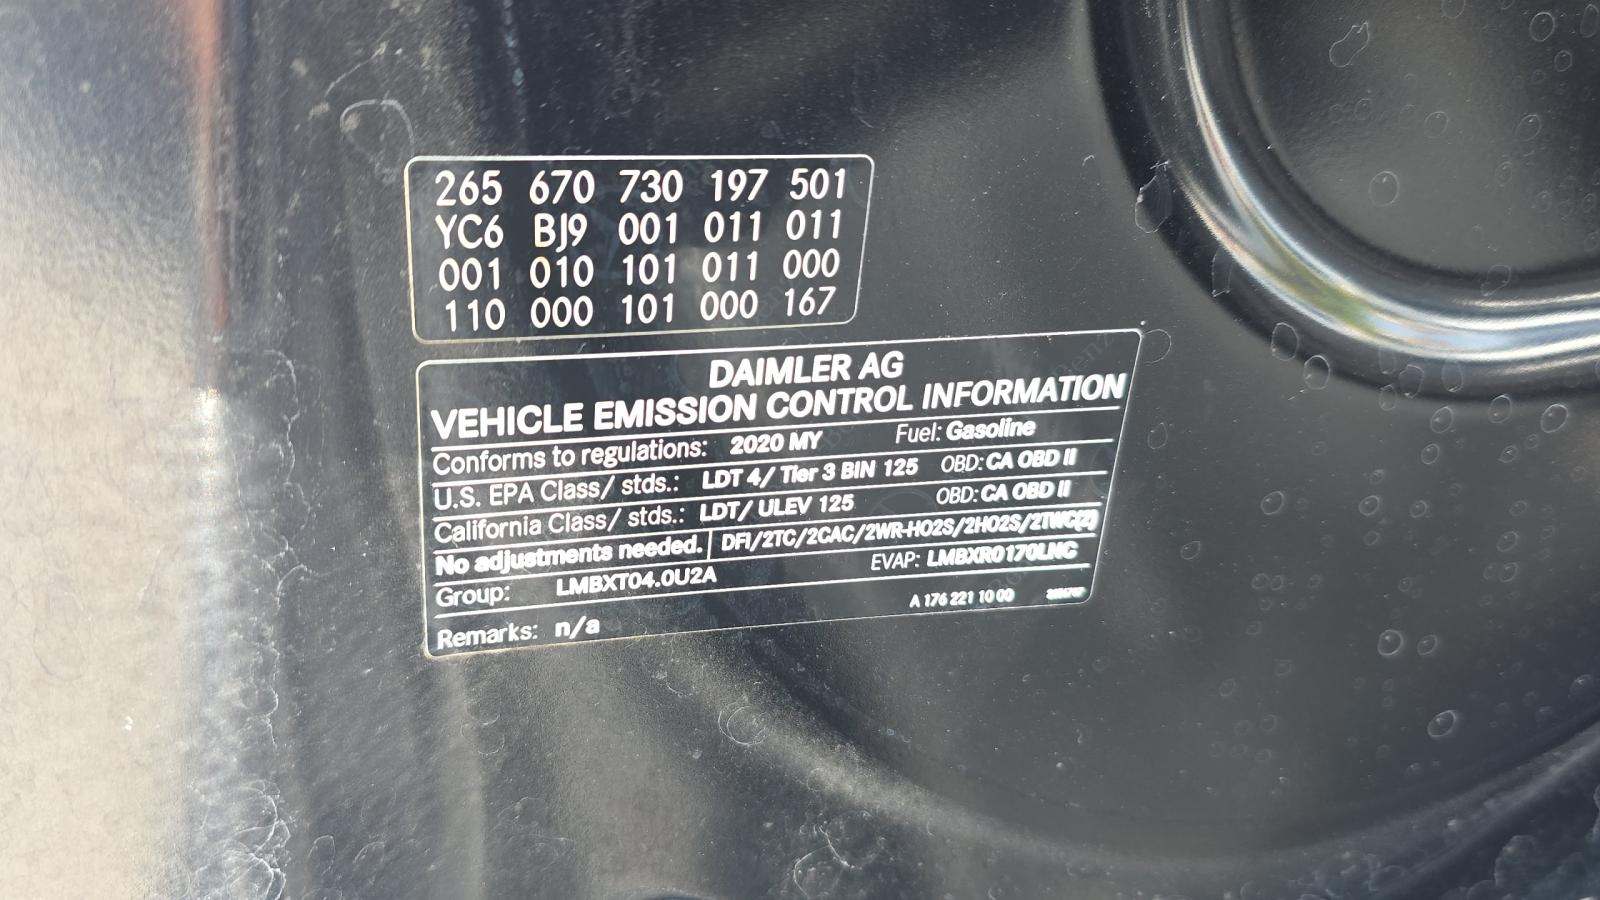 265 670 730 197 501
YC6 BJ9 001 011 011
001 010 101 011 000
110 000 101 000 167
DAIMLER AG
VEHICLE EMISSION CONTROL INFORMATION
Conforms to regulations: 2020 MY Fuel: Gasoline
U.S. EPA Class/ stds.: LDT 4/ Tier 3 BIN 125 OBD: CA OBD II
California Class/ stds.: LDT/ ULEV 125 OBD: CA OBD II
No adjustments needed. DFI/2TC/2CAC/2WR-HO2S/2HO2S/2TWC(2)
Group: LMBXT04.0U2A EVAP: LMBXR0170LNC
Remarks: n/a A 176 221 10 00